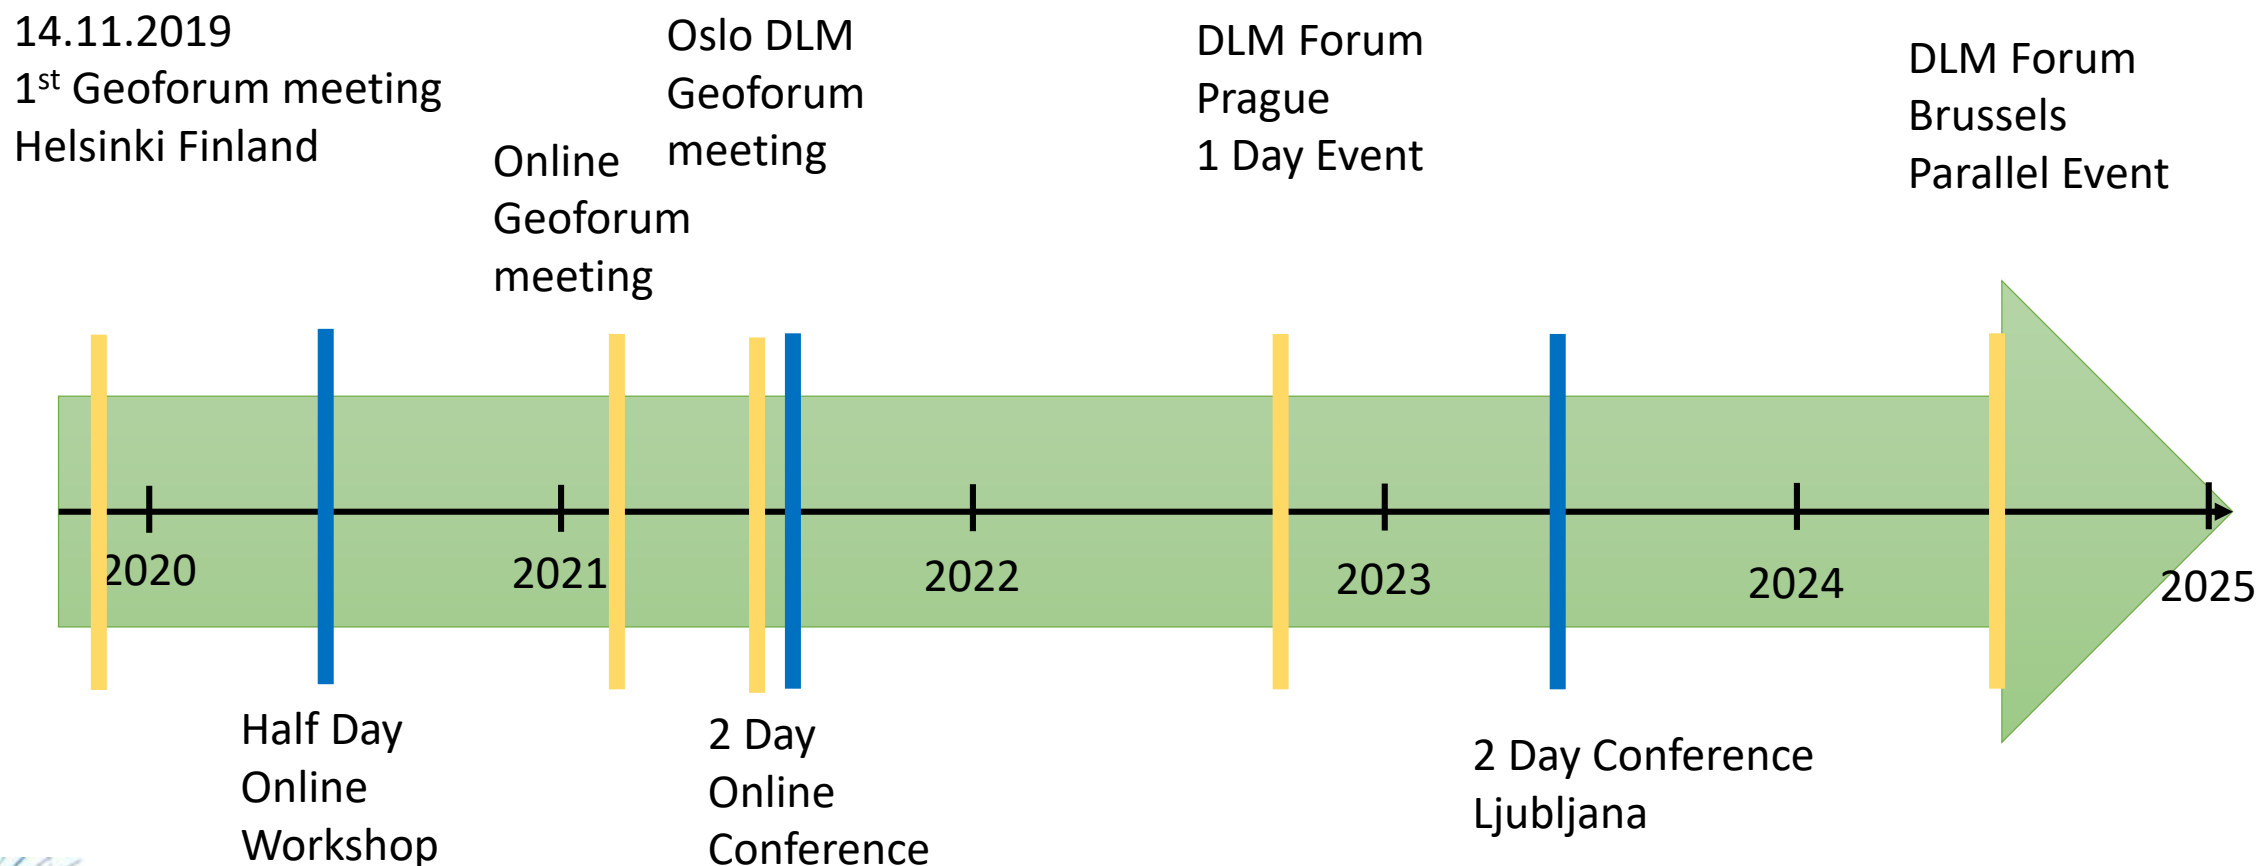 14.11.2019
1st Geoforum meeting
Helsinki Finland
Online
Geoforum
meeting
Oslo DLM
Geoforum
meeting
DLM Forum
Prague
1 Day Event
DLM Forum
Brussels
Parallel Event
2020
2021
2022
2023
2024
2025
Half Day
Online
Workshop
2 Day
Online
Conference
2 Day Conference
Ljubljana